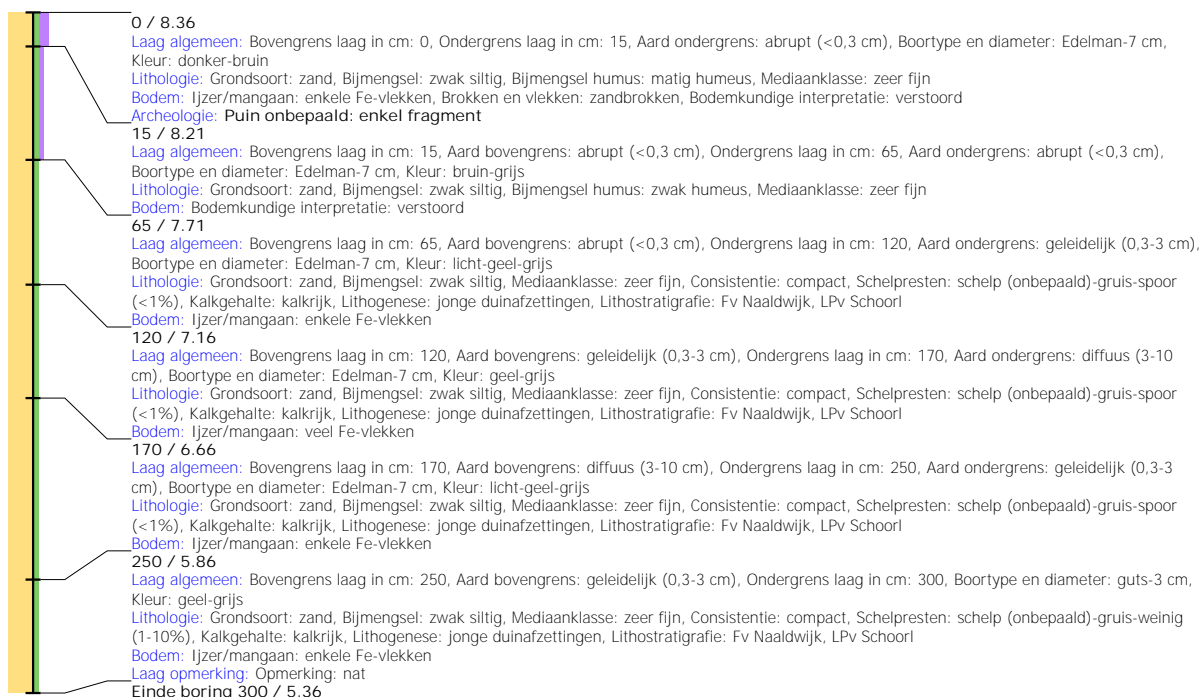 0 / 8.36
Laag algemeen: Bovengrens laag in cm: 0, Ondergrens laag in cm: 15, Aard ondergrens: abrupt (<0,3 cm), Boortype en diameter: Edelman-7 cm,
Kleur: donker-bruin
Lithologie: Grondsoort: zand, Bijmengsel: zwak siltig, Bijmengsel humus: matig humeus, Mediaanklasse: zeer fijn
Bodem: Ijzer/mangaan: enkele Fe-vlekken, Brokken en vlekken: zandbrokken, Bodemkundige interpretatie: verstoord
Archeologie: Puin onbepaald: enkel fragment
15 / 8.21
Laag algemeen: Bovengrens laag in cm: 15, Aard bovengrens: abrupt (<0,3 cm), Ondergrens laag in cm: 65, Aard ondergrens: abrupt (<0,3 cm),
Boortype en diameter: Edelman-7 cm, Kleur: bruin-grijs
Lithologie: Grondsoort: zand, Bijmengsel: zwak siltig, Bijmengsel humus: zwak humeus, Mediaanklasse: zeer fijn
Bodem: Bodemkundige interpretatie: verstoord
65 / 7.71
Laag algemeen: Bovengrens laag in cm: 65, Aard bovengrens: abrupt (<0,3 cm), Ondergrens laag in cm: 120, Aard ondergrens: geleidelijk (0,3-3 cm),
Boortype en diameter: Edelman-7 cm, Kleur: licht-geel-grijs
Lithologie: Grondsoort: zand, Bijmengsel: zwak siltig, Mediaanklasse: zeer fijn, Consistentie: compact, Schelpresten: schelp (onbepaald)-gruis-spoor
(<1%), Kalkgehalte: kalkrijk, Lithogenese: jonge duinafzettingen, Lithostratigrafie: Fv Naaldwijk, LPv Schoorl
Bodem: Ijzer/mangaan: enkele Fe-vlekken
120 / 7.16
Laag algemeen: Bovengrens laag in cm: 120, Aard bovengrens: geleidelijk (0,3-3 cm), Ondergrens laag in cm: 170, Aard ondergrens: diffuus (3-10
cm), Boortype en diameter: Edelman-7 cm, Kleur: geel-grijs
Lithologie: Grondsoort: zand, Bijmengsel: zwak siltig, Mediaanklasse: zeer fijn, Consistentie: compact, Schelpresten: schelp (onbepaald)-gruis-spoor
(<1%), Kalkgehalte: kalkrijk, Lithogenese: jonge duinafzettingen, Lithostratigrafie: Fv Naaldwijk, LPv Schoorl
Bodem: Ijzer/mangaan: veel Fe-vlekken
170 / 6.66
Laag algemeen: Bovengrens laag in cm: 170, Aard bovengrens: diffuus (3-10 cm), Ondergrens laag in cm: 250, Aard ondergrens: geleidelijk (0,3-3
cm), Boortype en diameter: Edelman-7 cm, Kleur: licht-geel-grijs
Lithologie: Grondsoort: zand, Bijmengsel: zwak siltig, Mediaanklasse: zeer fijn, Consistentie: compact, Schelpresten: schelp (onbepaald)-gruis-spoor
(<1%), Kalkgehalte: kalkrijk, Lithogenese: jonge duinafzettingen, Lithostratigrafie: Fv Naaldwijk, LPv Schoorl
Bodem: Ijzer/mangaan: enkele Fe-vlekken
250 / 5.86
Laag algemeen: Bovengrens laag in cm: 250, Aard bovengrens: geleidelijk (0,3-3 cm), Ondergrens laag in cm: 300, Boortype en diameter: guts-3 cm,
Kleur: geel-grijs
Lithologie: Grondsoort: zand, Bijmengsel: zwak siltig, Mediaanklasse: zeer fijn, Consistentie: compact, Schelpresten: schelp (onbepaald)-gruis-weinig
(1-10%), Kalkgehalte: kalkrijk, Lithogenese: jonge duinafzettingen, Lithostratigrafie: Fv Naaldwijk, LPv Schoorl
Bodem: Ijzer/mangaan: enkele Fe-vlekken
Laag opmerking: Opmerking: nat
Einde boring 300 / 5.36